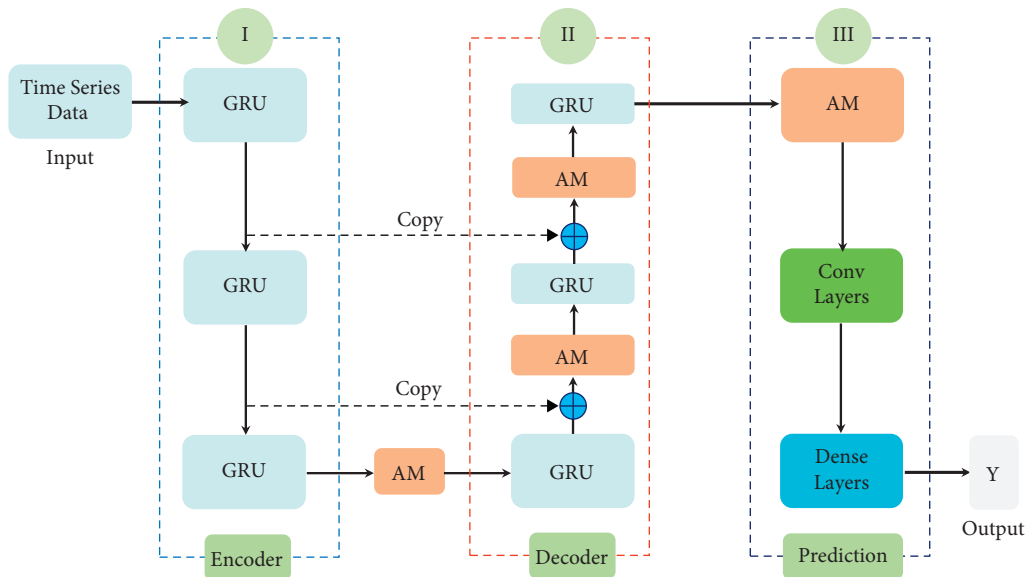 I
II
III
Time Series
Data
Input
GRU
GRU
AM
AM
Copy
GRU
GRU
Conv
Layers
AM
Copy
GRU
AM
GRU
Dense
Layers
Y
Output
Encoder
Decoder
Prediction